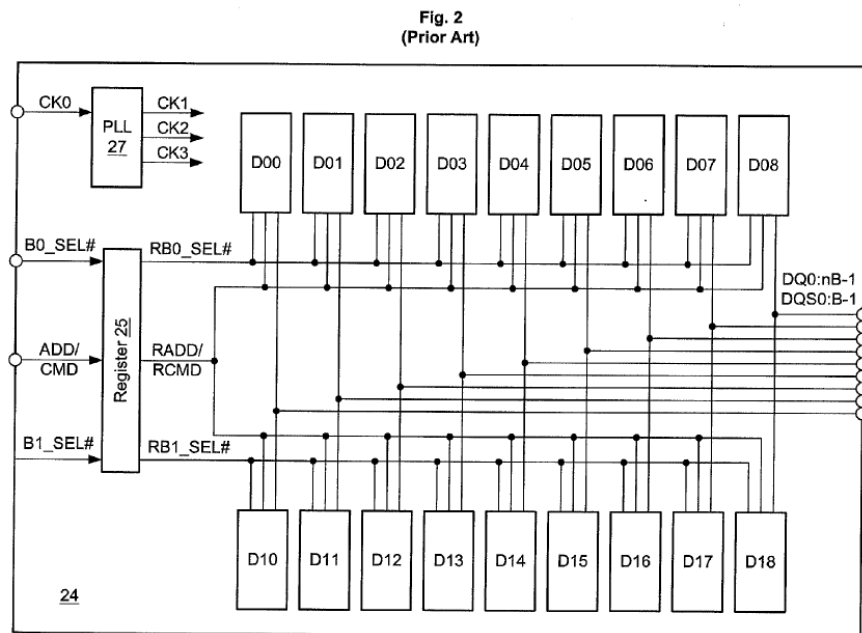 Fig. 2
(Prior Art)
CK0
PLL
27
CK1
CK2
CK3
D00 D01 D02 D03 D04 D05 D06 D07 D08
B0_SEL#
RB0_SEL#
DQ0:nB-1
DQS0:B-1
ADD/
CMD
Register 25
RADD/
RCMD
B1_SEL#
RB1_SEL#
D10 D11 D12 D13 D14 D15 D16 D17 D18
24